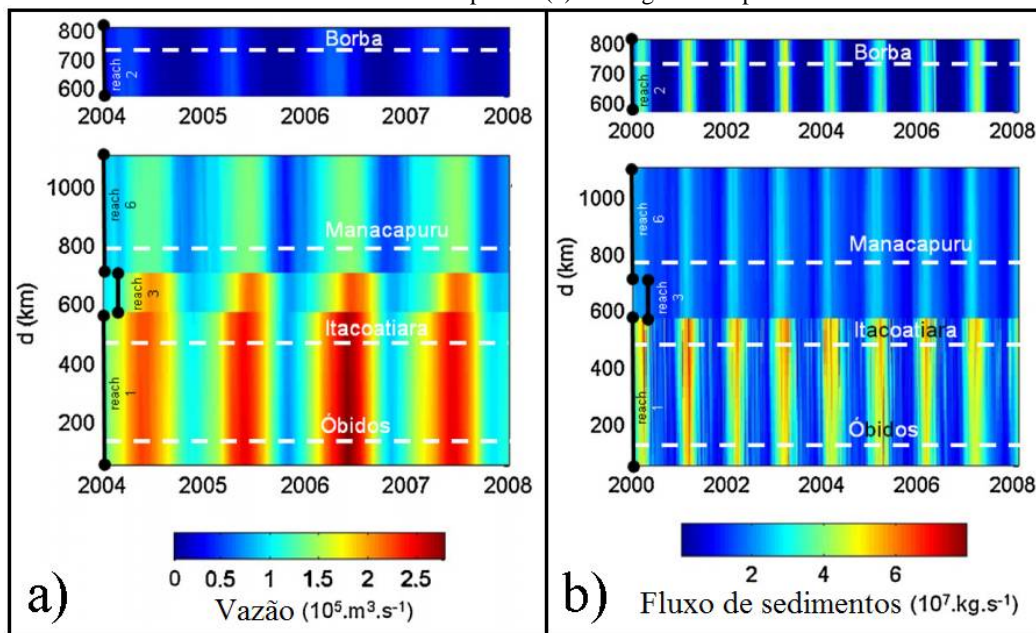 800
700
600
reach 2
Borba
2004 2005 2006 2007 2008
d (km)
1000
800
600
400
200
reach 6
reach 3
reach 1
Manacapuru
Itacoatiara
Óbidos
2004 2005 2006 2007 2008
0 0.5 1 1.5 2 2.5
a) Vazão (10⁵.m³.s⁻¹)
800
700
600
reach 2
Borba
2000 2002 2004 2006 2008
d (km)
1000
800
600
400
200
reach 6
reach 3
reach 1
Manacapuru
Itacoatiara
Óbidos
2000 2002 2004 2006 2008
2 4 6
b) Fluxo de sedimentos (10⁷.kg.s⁻¹)